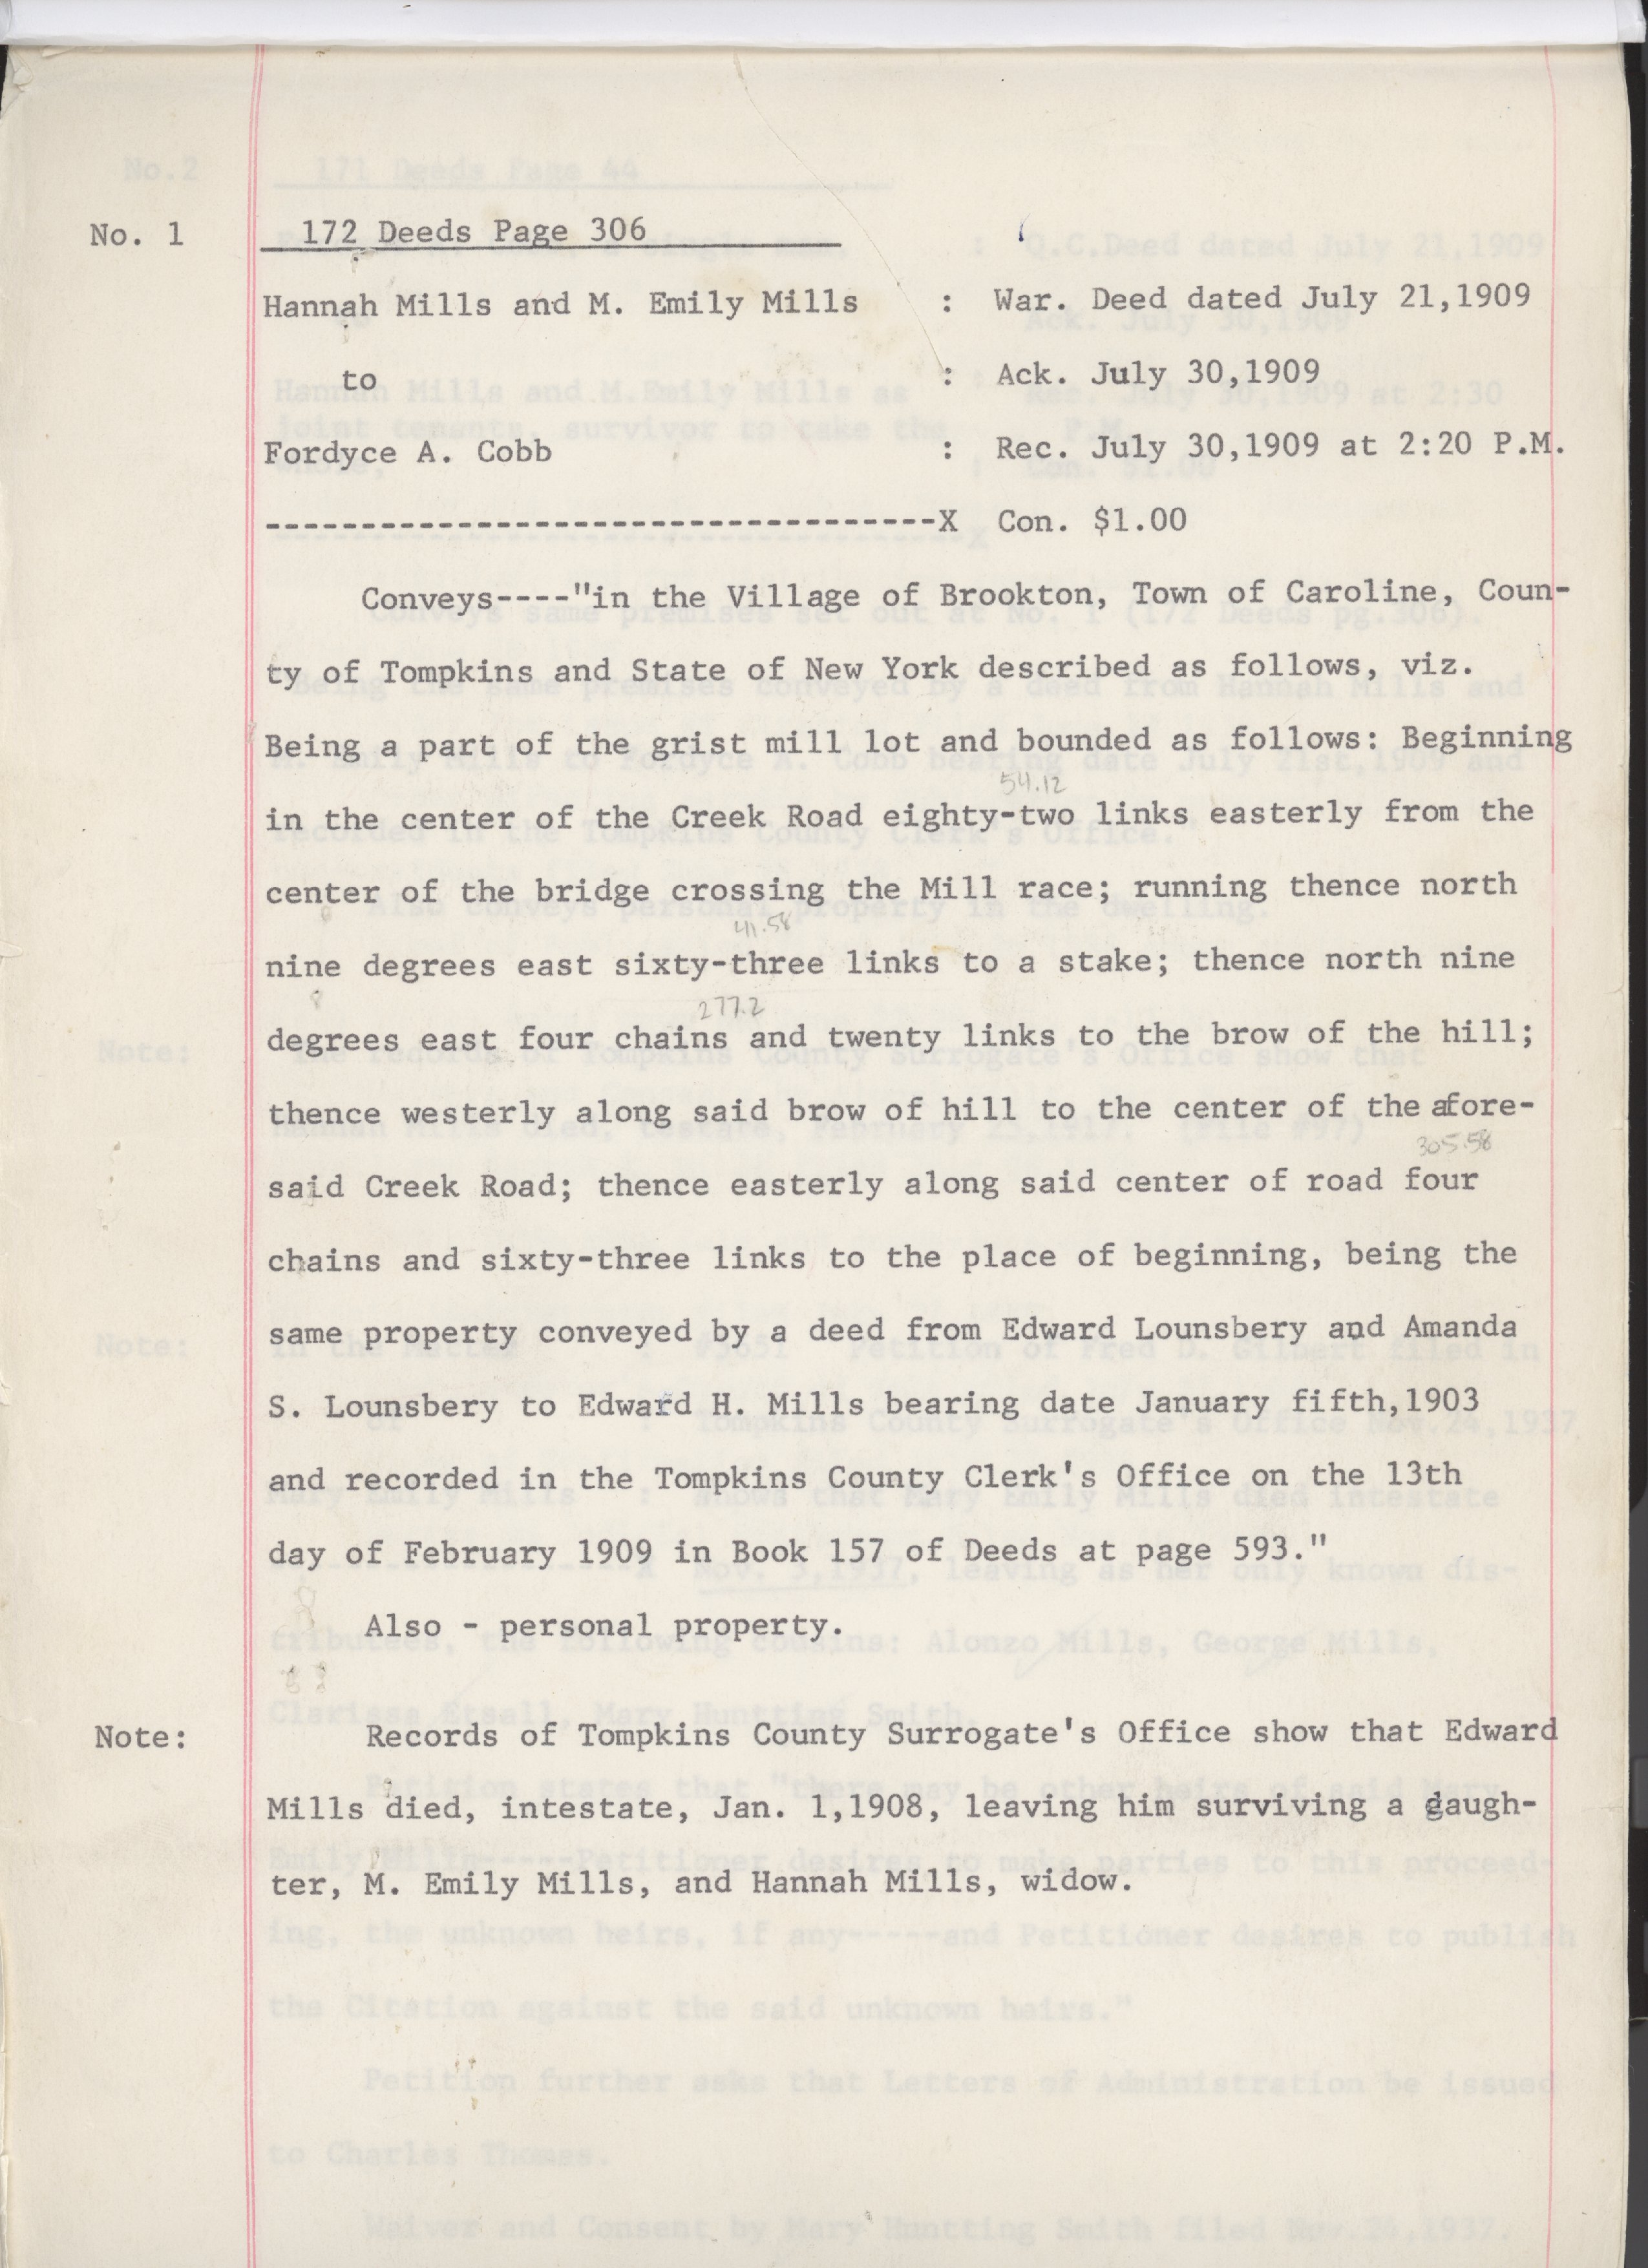 No. 1 172 Deeds Page 306
Hannah Mills and M. Emily Mills : War. Deed dated July 21,1909
to : Ack. July 30,1909
Fordyce A. Cobb : Rec. July 30,1909 at 2:20 P.M.
-----------------------------------X Con. $1.00
Conveys----"in the Village of Brookton, Town of Caroline, Coun-
ty of Tompkins and State of New York described as follows, viz.
Being a part of the grist mill lot and bounded as follows: Beginning
54.12
in the center of the Creek Road eighty-two links easterly from the
center of the bridge crossing the Mill race; running thence north
41.58
nine degrees east sixty-three links to a stake; thence north nine
277.2
degrees east four chains and twenty links to the brow of the hill;
thence westerly along said brow of hill to the center of the afore-
305.58
said Creek Road; thence easterly along said center of road four
chains and sixty-three links to the place of beginning, being the
same property conveyed by a deed from Edward Lounsbery and Amanda
S. Lounsbery to Edward H. Mills bearing date January fifth,1903
and recorded in the Tompkins County Clerk's Office on the 13th
day of February 1909 in Book 157 of Deeds at page 593."
Also - personal property.
Note: Records of Tompkins County Surrogate's Office show that Edward
Mills died, intestate, Jan. 1,1908, leaving him surviving a gaugh-
ter, M. Emily Mills, and Hannah Mills, widow.